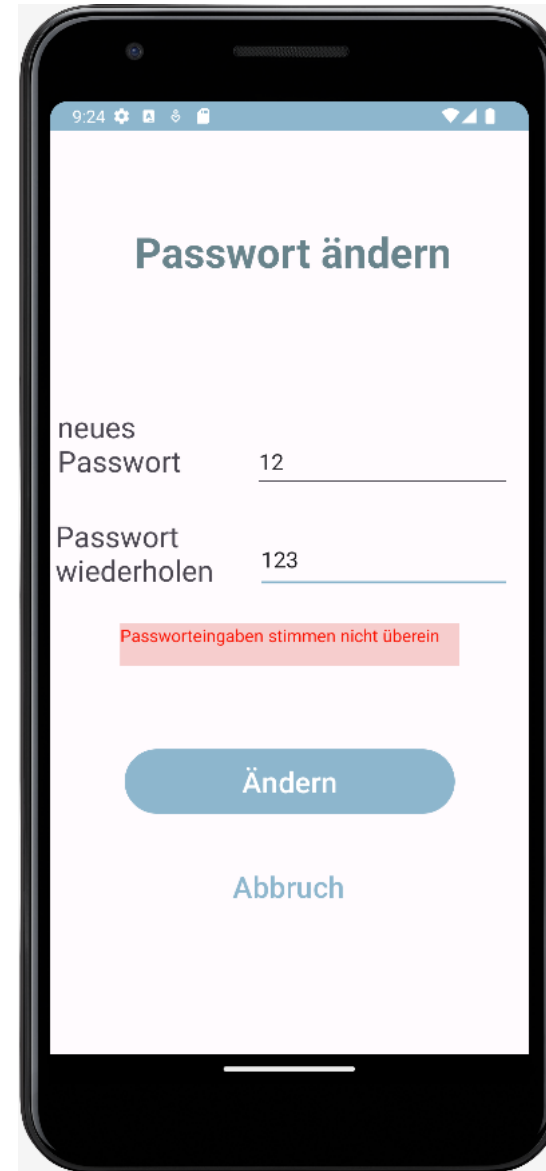 9:24
Passwort ändern
neues
Passwort
12
Passwort
wiederholen
123
Passworteingaben stimmen nicht überein
Ändern
Abbruch